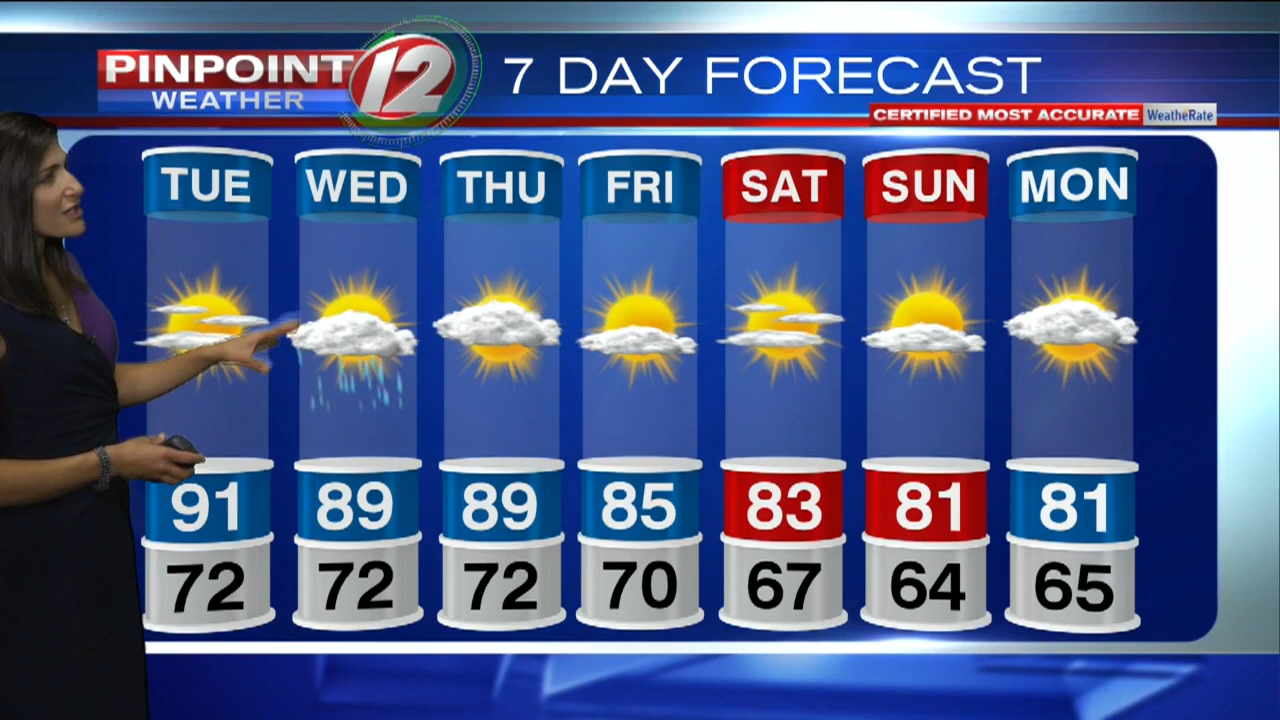 PINPOINT 12
WEATHER
7 DAY FORECAST
CERTIFIED MOST ACCURATE WeatheRate
TUE WED THU FRI SAT SUN MON
91 89 89 85 83 81 81
72 72 72 70 67 64 65